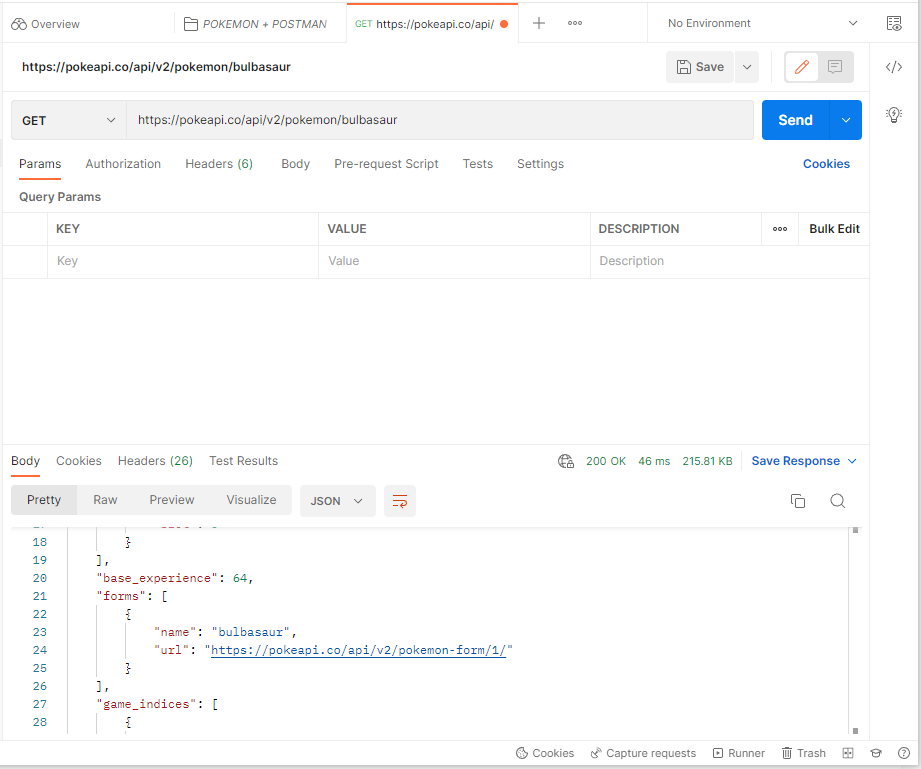 Overview POKEMON + POSTMAN GET https://pokeapi.co/api/ No Environment
https://pokeapi.co/api/v2/pokemon/bulbasaur Save
GET https://pokeapi.co/api/v2/pokemon/bulbasaur Send
Params Authorization Headers (6) Body Pre-request Script Tests Settings Cookies
Query Params
KEY VALUE DESCRIPTION Bulk Edit
Key Value Description
Body Cookies Headers (26) Test Results 200 OK 46 ms 215.81 KB Save Response
Pretty Raw Preview Visualize JSON
18 }
19 ],
20 "base_experience": 64,
21 "forms": [
22 {
23 "name": "bulbasaur",
24 "url": "https://pokeapi.co/api/v2/pokemon-form/1/"
25 }
26 ],
27 "game_indices": [
28 {
Cookies Capture requests Runner Trash